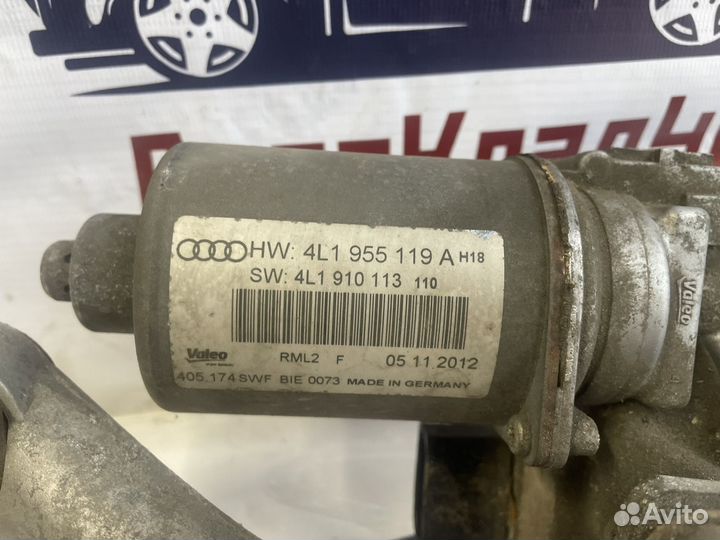 HW: 4L1 955 119 A H18
SW: 4L1 910 113 110
Valeo
RML2 F 05.11.2012
405.174 SWF BIE 0073 MADE IN GERMANY
Valeo
Avito